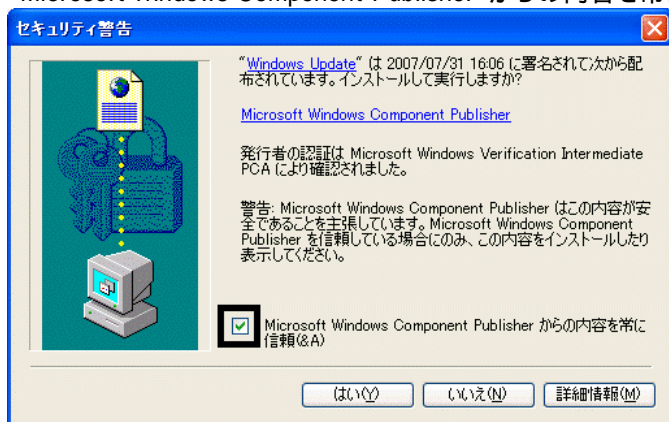 Microsoft Windows Component Publisher からの内容を常
セキュリティ警告
"Windows Update" は 2007/07/31 16:06 に署名されて次から配
布されています。インストールして実行しますか?
Microsoft Windows Component Publisher
発行者の認証は Microsoft Windows Verification Intermediate
PCA により確認されました。
警告: Microsoft Windows Component Publisher はこの内容が安
全であることを主張しています。Microsoft Windows Component
Publisher を信頼している場合にのみ、この内容をインストールしたり
表示してください。
Microsoft Windows Component Publisher からの内容を常に
信頼(&A)
はい(Y) いいえ(N) 詳細情報(M)